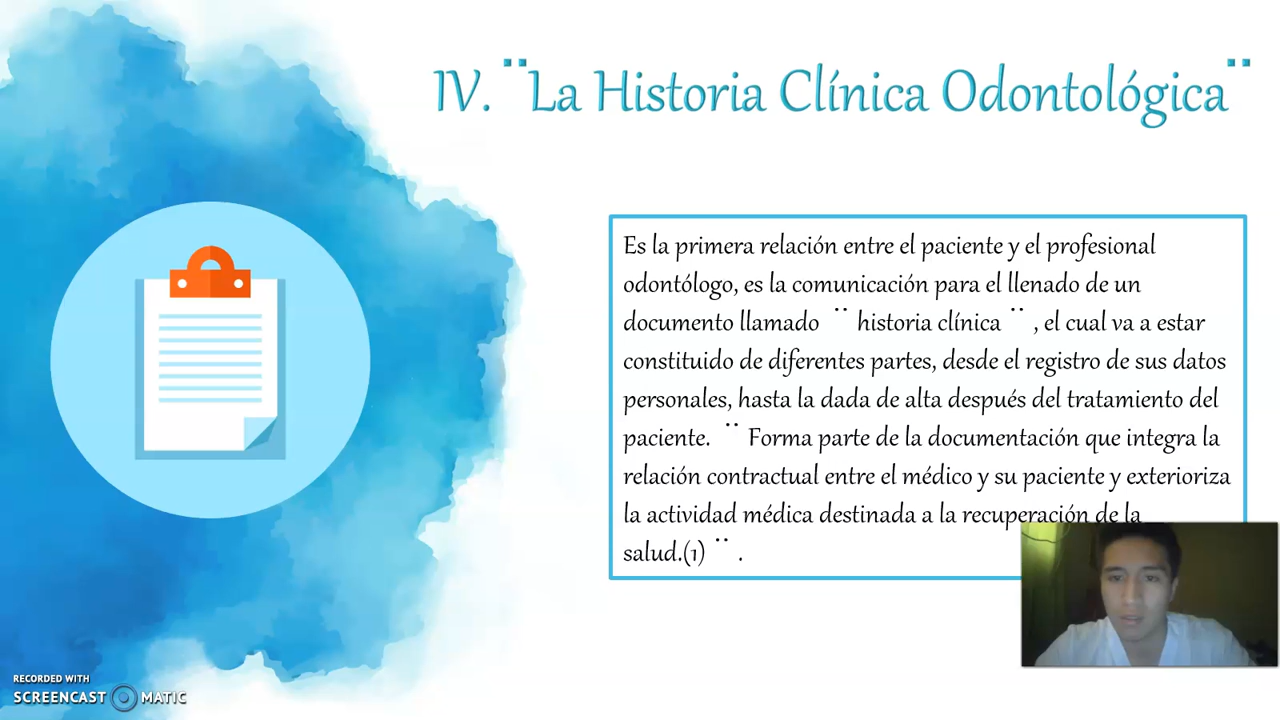 IV. ¨La Historia Clínica Odontológica¨
Es la primera relación entre el paciente y el profesional
odontólogo, es la comunicación para el llenado de un
documento llamado ¨ historia clínica ¨ , el cual va a estar
constituido de diferentes partes, desde el registro de sus datos
personales, hasta la dada de alta después del tratamiento del
paciente. ¨ Forma parte de la documentación que integra la
relación contractual entre el médico y su paciente y exterioriza
la actividad médica destinada a la recuperación de la
salud.(1) ¨ .
RECORDED WITH
SCREENCAST MATIC